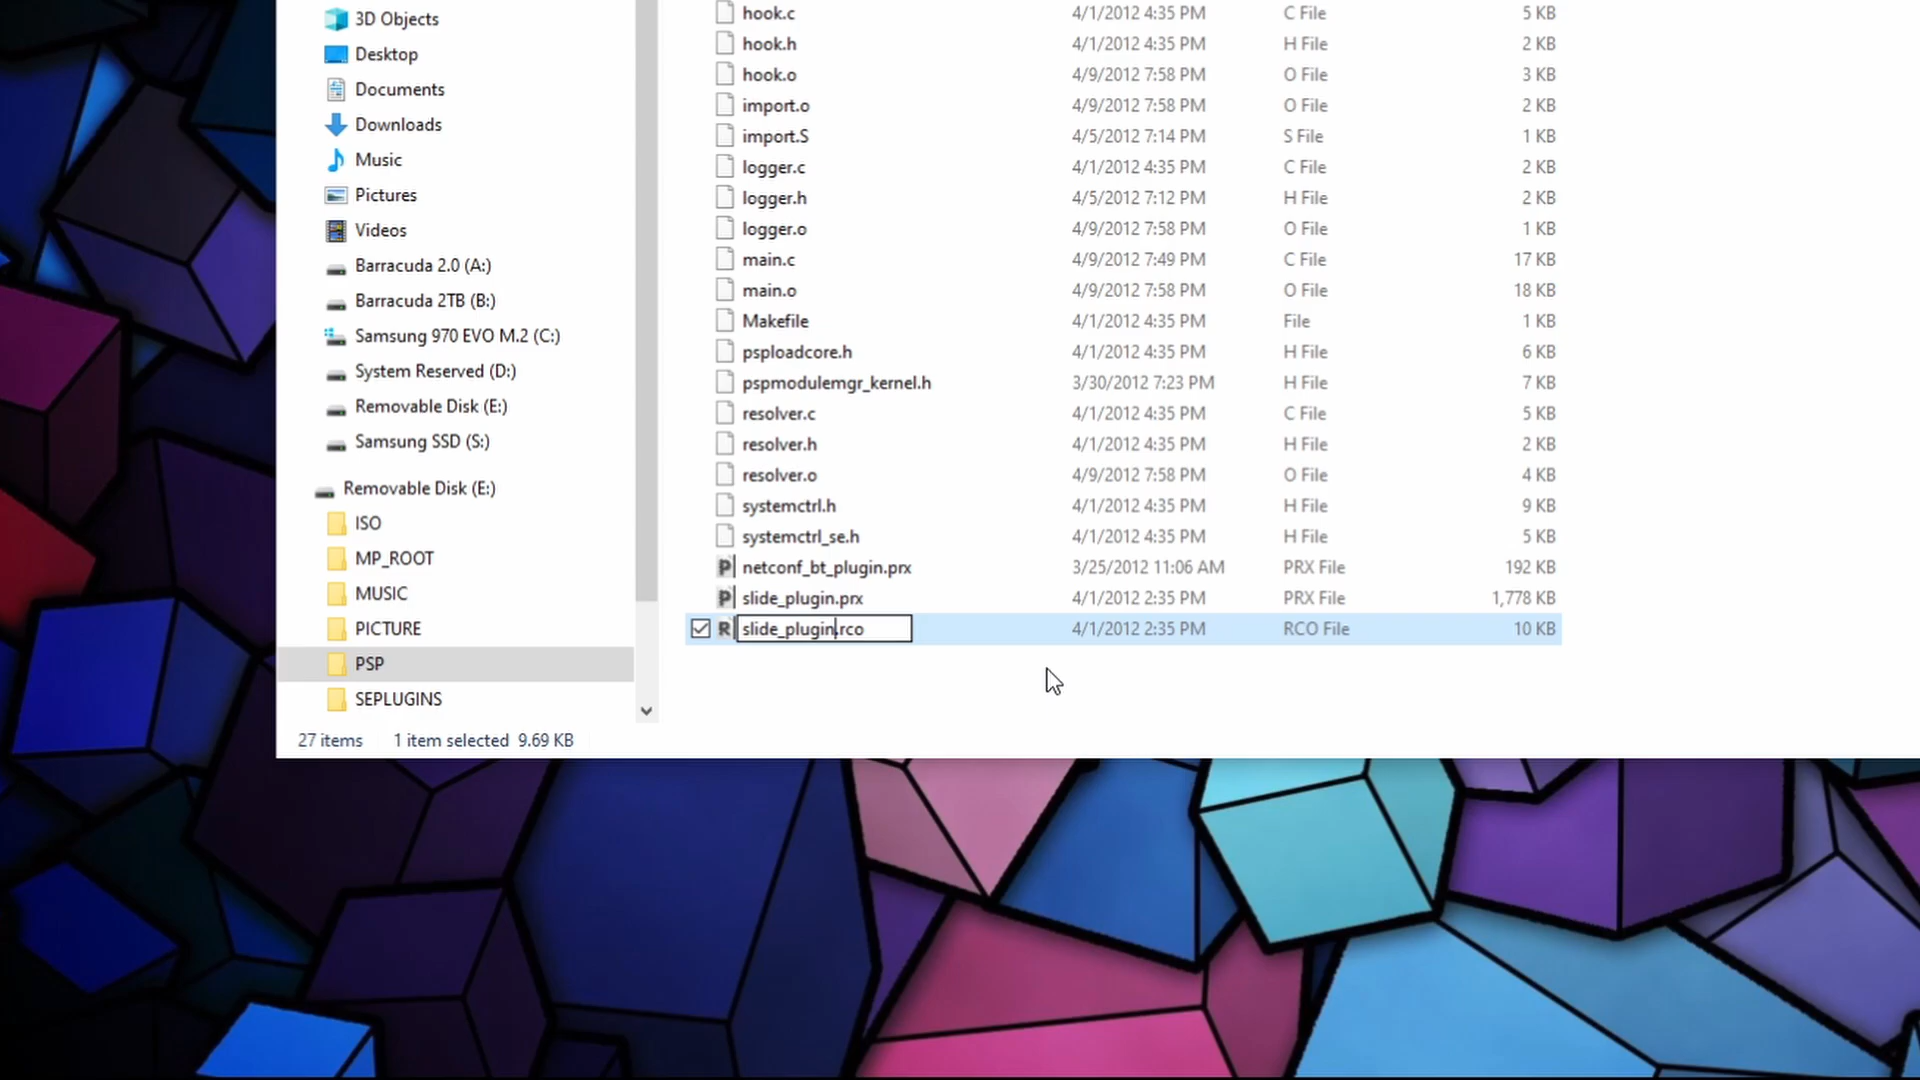 3D Objects
Desktop
Documents
Downloads
Music
Pictures
Videos
Barracuda 2.0 (A:)
Barracuda 2TB (B:)
Samsung 970 EVO M.2 (C:)
System Reserved (D:)
Removable Disk (E:)
Samsung SSD (S:)
Removable Disk (E:)
ISO
MP_ROOT
MUSIC
PICTURE
PSP
SEPLUGINS
hook.c 4/1/2012 4:35 PM C File 5 KB
hook.h 4/1/2012 4:35 PM H File 2 KB
hook.o 4/9/2012 7:58 PM O File 3 KB
import.o 4/9/2012 7:58 PM O File 2 KB
import.S 4/5/2012 7:14 PM S File 1 KB
logger.c 4/1/2012 4:35 PM C File 2 KB
logger.h 4/5/2012 7:12 PM H File 2 KB
logger.o 4/9/2012 7:58 PM O File 1 KB
main.c 4/9/2012 7:49 PM C File 17 KB
main.o 4/9/2012 7:58 PM O File 18 KB
Makefile 4/1/2012 4:35 PM File 1 KB
psploadcore.h 4/1/2012 4:35 PM H File 6 KB
pspmodulemgr_kernel.h 3/30/2012 7:23 PM H File 7 KB
resolver.c 4/1/2012 4:35 PM C File 5 KB
resolver.h 4/1/2012 4:35 PM H File 2 KB
resolver.o 4/9/2012 7:58 PM O File 4 KB
systemctrl.h 4/1/2012 4:35 PM H File 9 KB
systemctrl_se.h 4/1/2012 4:35 PM H File 5 KB
P netconf_bt_plugin.prx 3/25/2012 11:06 AM PRX File 192 KB
P slide_plugin.prx 4/1/2012 2:35 PM PRX File 1,778 KB
R slide_plugin.rco 4/1/2012 2:35 PM RCO File 10 KB
27 items 1 item selected 9.69 KB